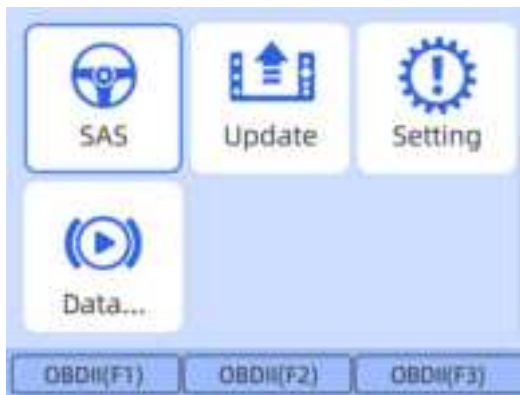 SAS Update Setting
Data...
OBDII(F1) OBDII(F2) OBDII(F3)